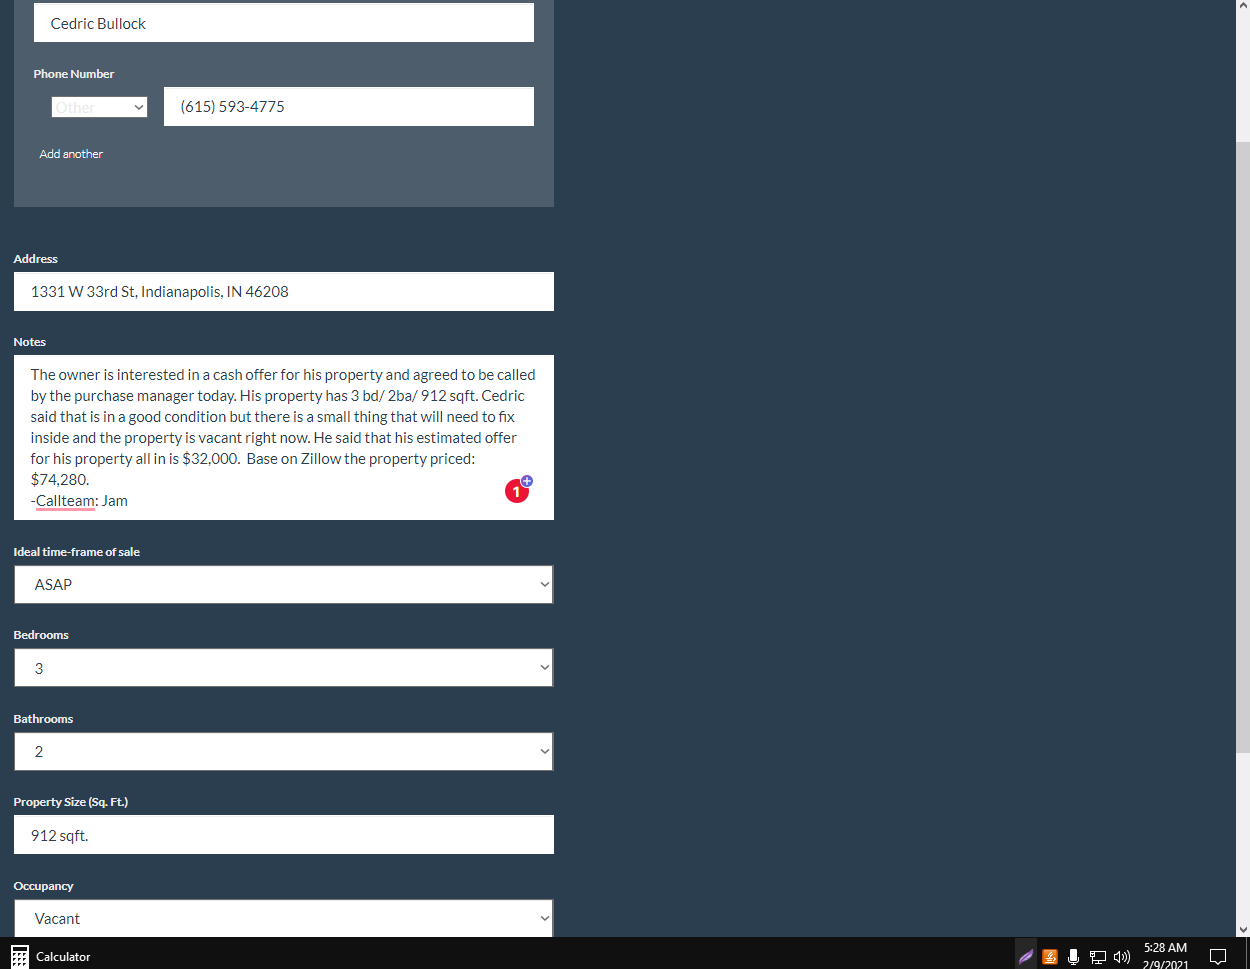 Cedric Bullock
Phone Number
Other
(615) 593-4775
Add another
Address
1331 W 33rd St, Indianapolis, IN 46208
Notes
The owner is interested in a cash offer for his property and agreed to be called
by the purchase manager today. His property has 3 bd/ 2ba/ 912 sqft. Cedric
said that is in a good condition but there is a small thing that will need to fix
inside and the property is vacant right now. He said that his estimated offer
for his property all in is $32,000.  Base on Zillow the property priced:
$74,280.
-Callteam: Jam
1
Ideal time-frame of sale
ASAP
Bedrooms
3
Bathrooms
2
Property Size (Sq. Ft.)
912 sqft.
Occupancy
Vacant
Calculator
5:28 AM
2/9/2021